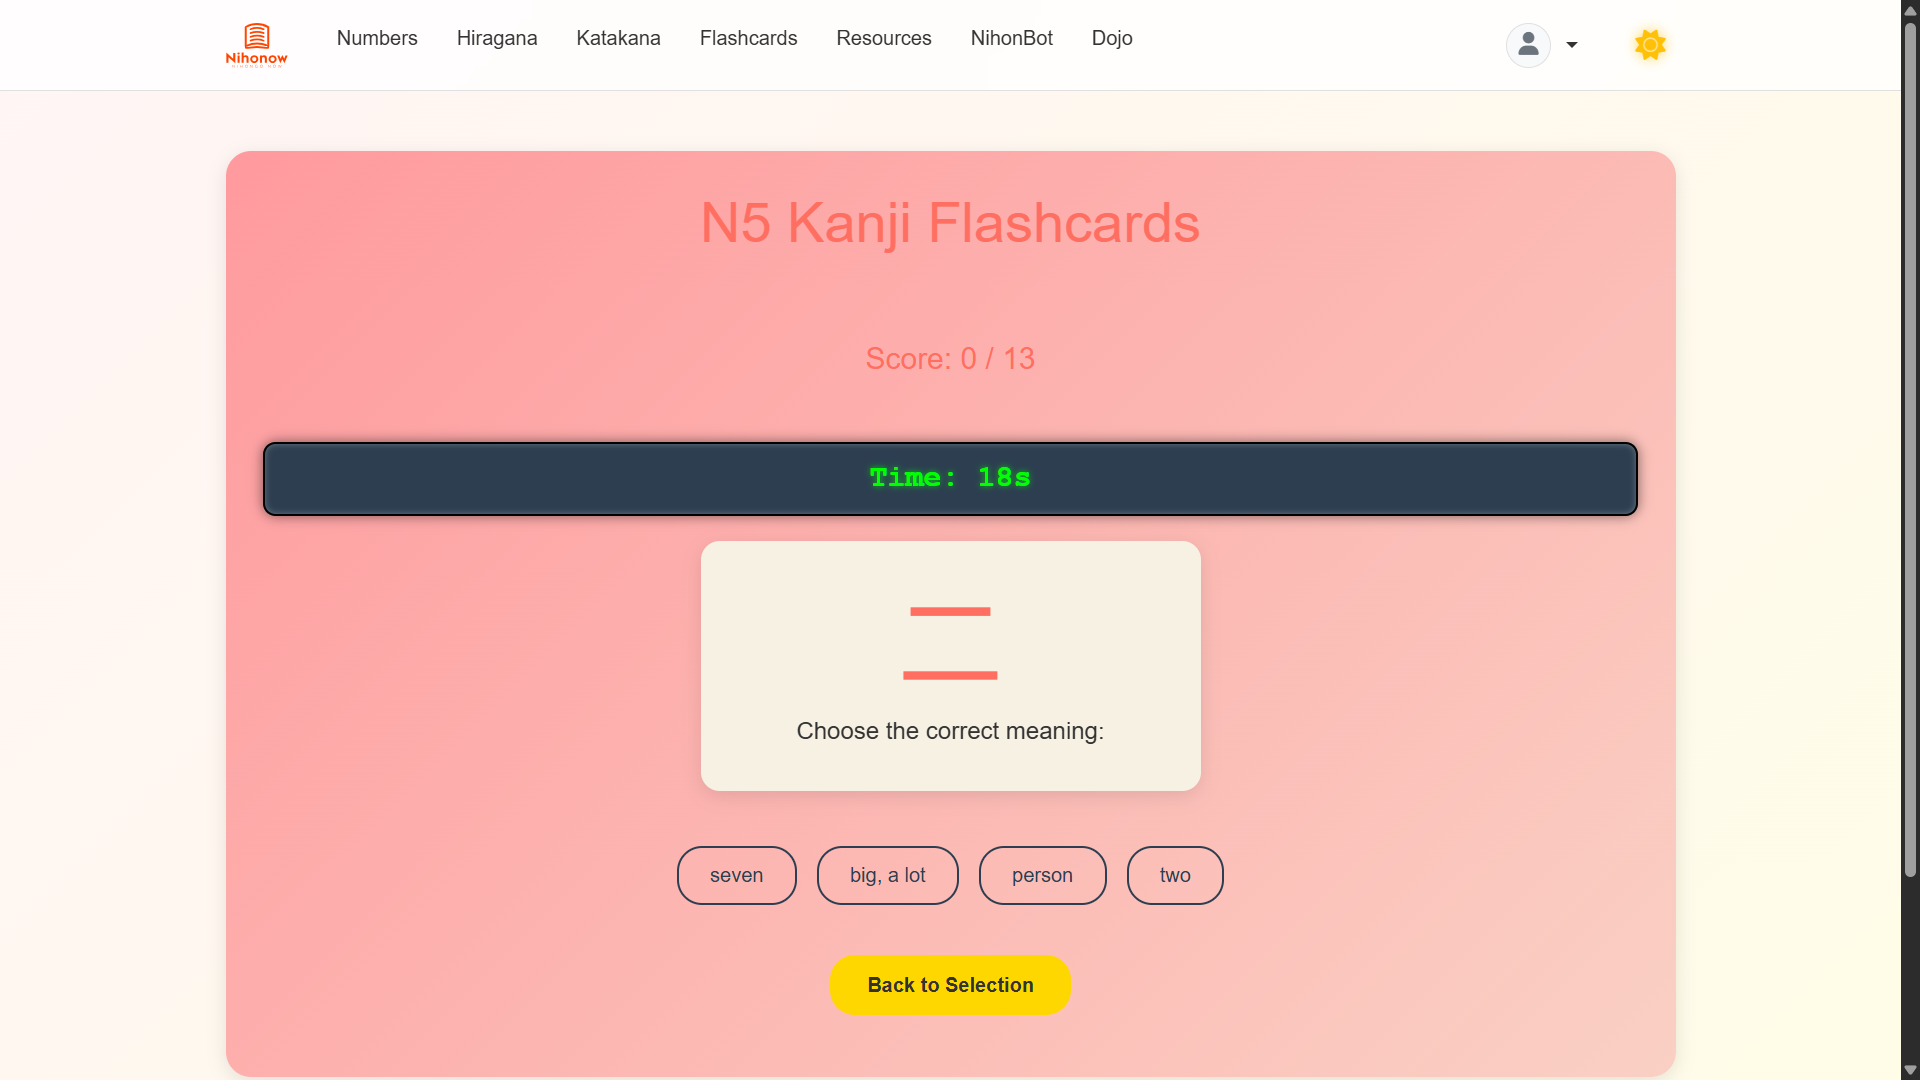 Nihonow
Numbers Hiragana Katakana Flashcards Resources NihonBot Dojo
N5 Kanji Flashcards
Score: 0 / 13
Time: 18s
二
Choose the correct meaning:
seven big, a lot person two
Back to Selection